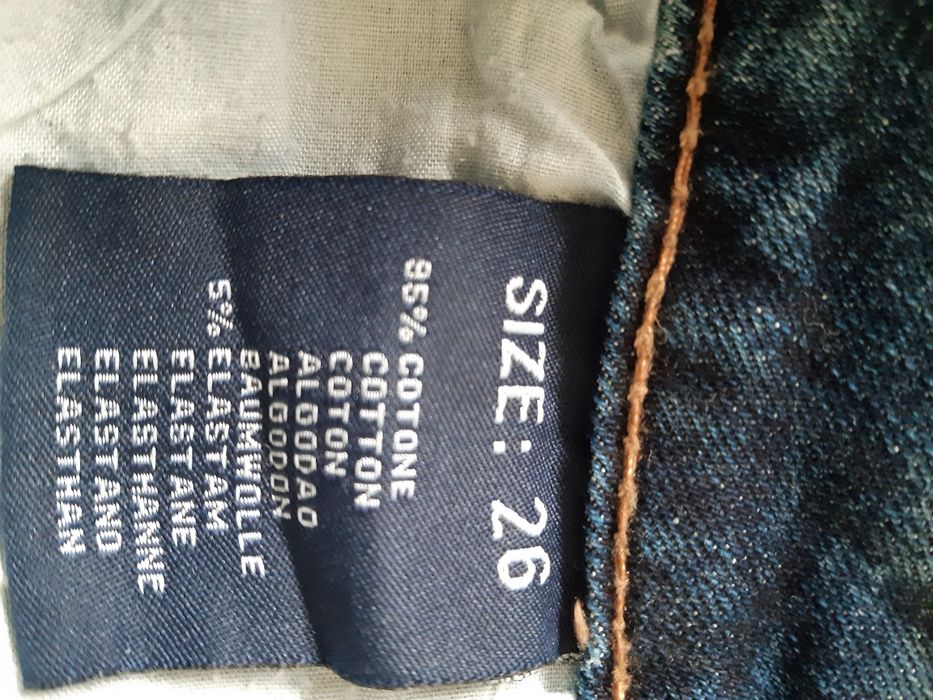 SIZE: 26
95% COTONE
COTTON
COTON
ALGODAO
ALGODON
BAUMWOLLE
5% ELASTAM
ELASTANE
ELASTHANNE
ELASTANO
ELASTHAN